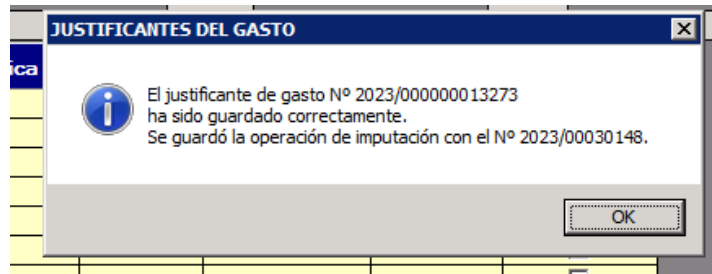 JUSTIFICANTES DEL GASTO
ica
El justificante de gasto Nº 2023/000000013273
ha sido guardado correctamente.
Se guardó la operación de imputación con el Nº 2023/00030148.
OK